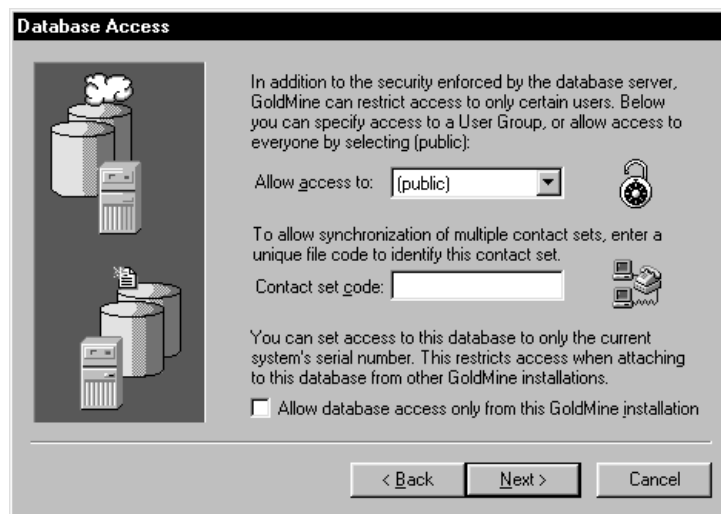 Database Access
In addition to the security enforced by the database server,
GoldMine can restrict access to only certain users. Below
you can specify access to a User Group, or allow access to
everyone by selecting (public):
Allow access to: (public)
To allow synchronization of multiple contact sets, enter a
unique file code to identify this contact set.
Contact set code:
You can set access to this database to only the current
system's serial number. This restricts access when attaching
to this database from other GoldMine installations.
Allow database access only from this GoldMine installation
< Back Next > Cancel